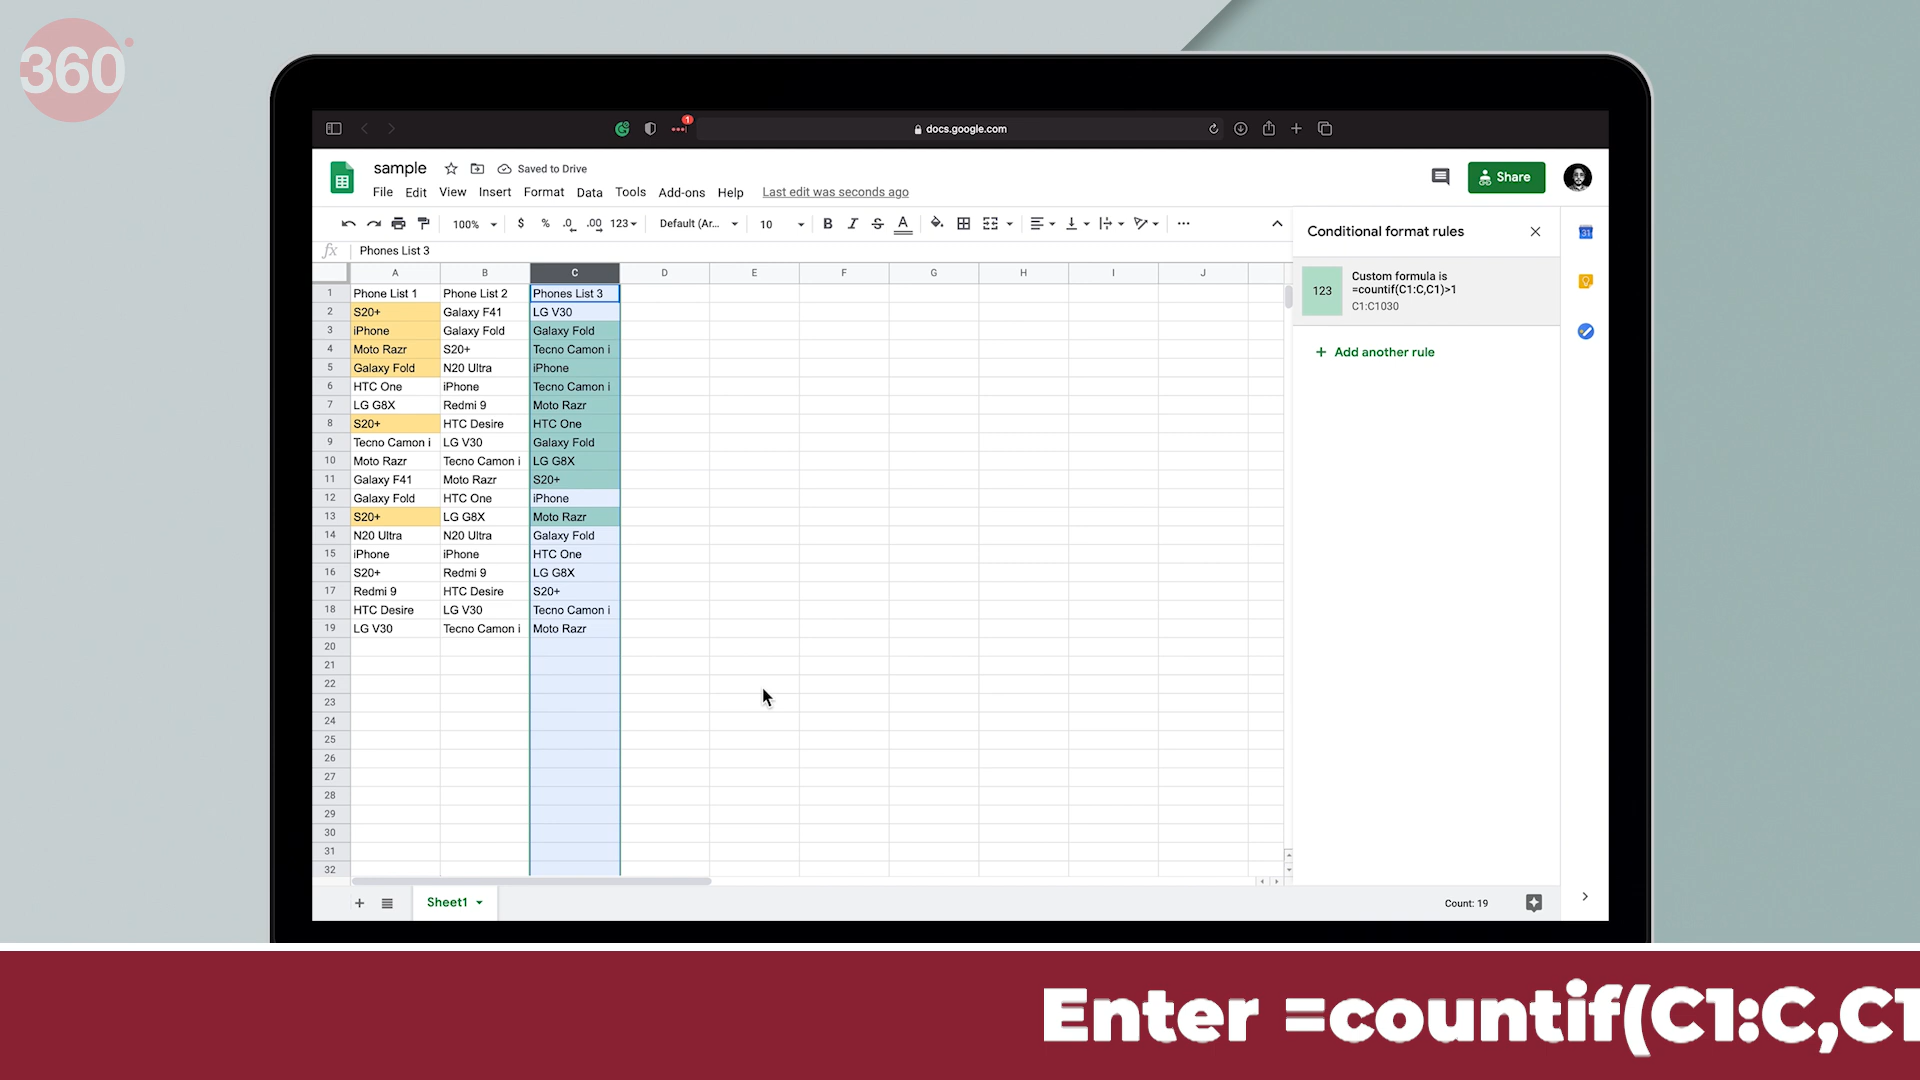 360
1
docs.google.com
sample
Saved to Drive
File Edit View Insert Format Data Tools Add-ons Help Last edit was seconds ago
Share
100% $ % .0 .00 123 Default (Ar... 10 B I S A ...
fx Phones List 3
A B C D E F G H I J
1 Phone List 1 Phone List 2 Phones List 3
2 S20+ Galaxy F41 LG V30
3 iPhone Galaxy Fold Galaxy Fold
4 Moto Razr S20+ Tecno Camon i
5 Galaxy Fold N20 Ultra iPhone
6 HTC One iPhone Tecno Camon i
7 LG G8X Redmi 9 Moto Razr
8 S20+ HTC Desire HTC One
9 Tecno Camon i LG V30 Galaxy Fold
10 Moto Razr Tecno Camon i LG G8X
11 Galaxy F41 Moto Razr S20+
12 Galaxy Fold HTC One iPhone
13 S20+ LG G8X Moto Razr
14 N20 Ultra N20 Ultra Galaxy Fold
15 iPhone iPhone HTC One
16 S20+ Redmi 9 LG G8X
17 Redmi 9 HTC Desire S20+
18 HTC Desire LG V30 Tecno Camon i
19 LG V30 Tecno Camon i Moto Razr
20
21
22
23
24
25
26
27
28
29
30
31
32
Conditional format rules
123
Custom formula is
=countif(C1:C,C1)>1
C1:C1030
+ Add another rule
31
Sheet1
Count: 19
Enter =countif(C1:C,C1